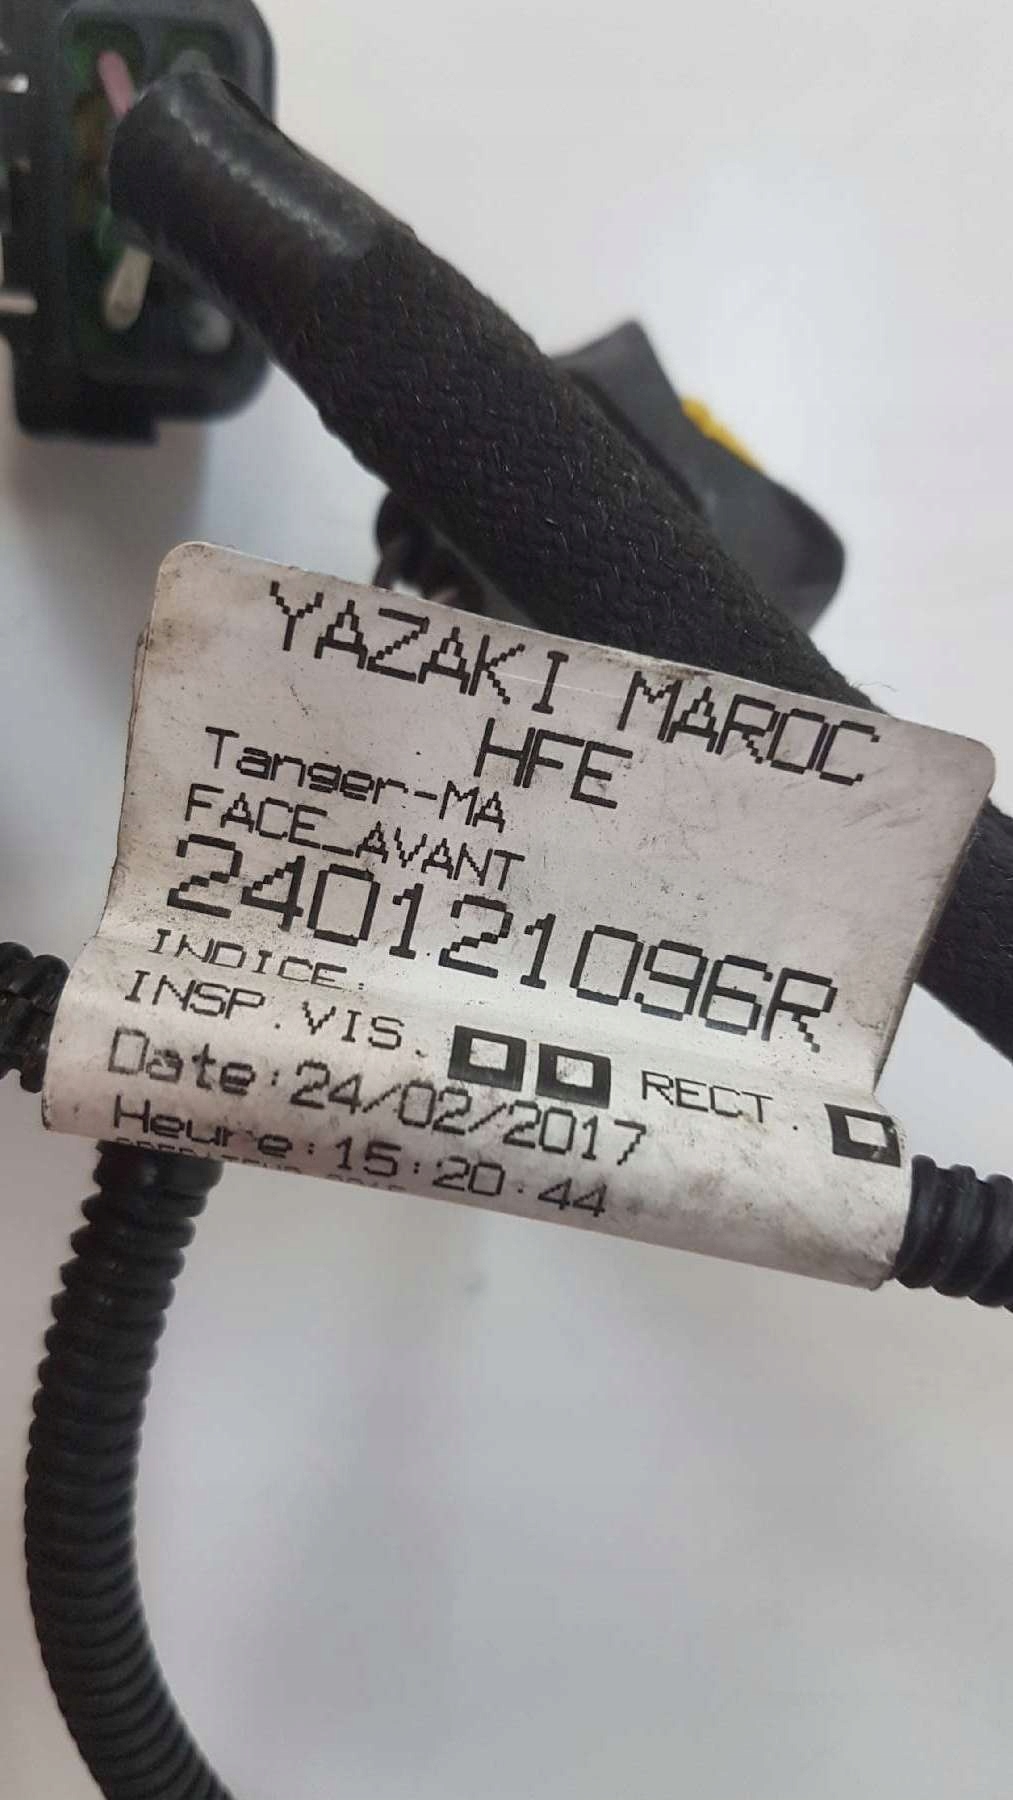 YAZAKI MAROC
HFE
Tanger-MA
FACE_AVANT
240121096R
INDICE.
INSP.VIS. RECT.
Date:24/02/2017
Heure:15:20:44